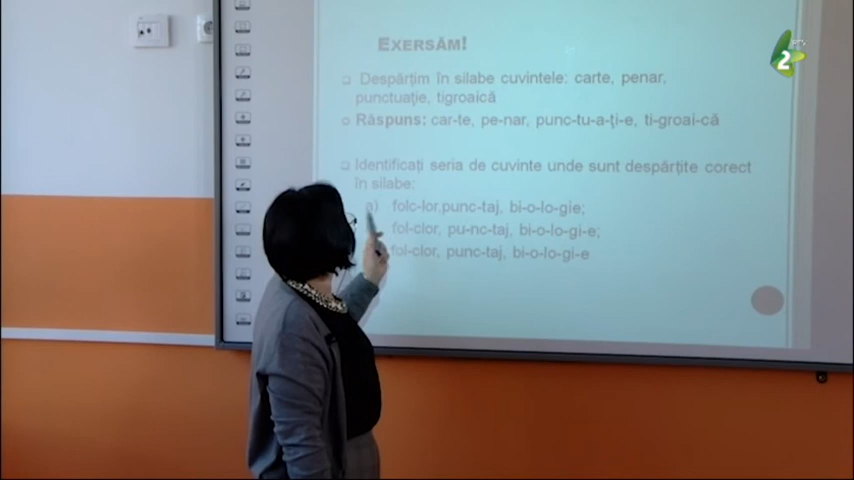 EXERSĂM!
Despărțim în silabe cuvintele: carte, penar,
punctuaţie, tigroaică
Răspuns: car-te, pe-nar, punc-tu-a-ţi-e, ti-groai-că
Identificați seria de cuvinte unde sunt despărțite corect
în silabe:
a) folc-lor,punc-taj, bi-o-lo-gie;
fol-clor, pu-nc-taj, bi-o-lo-gi-e;
fol-clor, punc-taj, bi-o-lo-gi-e
2